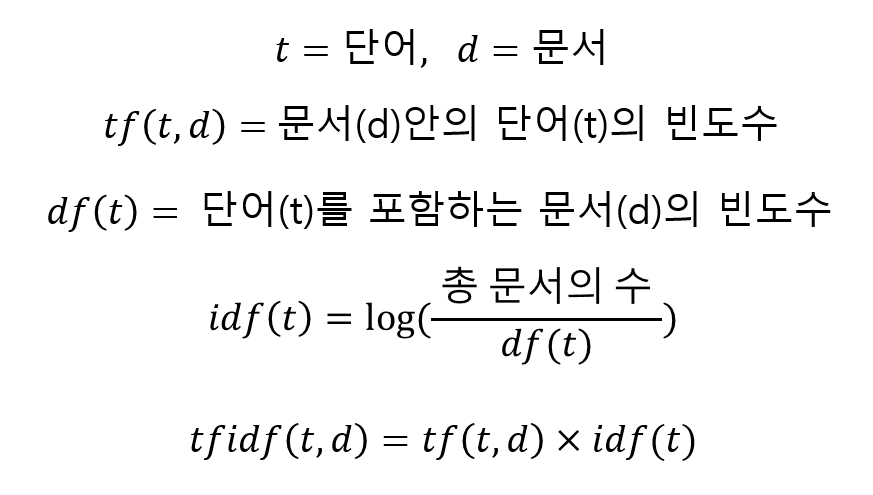 t = 단어, d = 문서
tf(t, d) = 문서(d)안의 단어(t)의 빈도수
df(t) = 단어(t)를 포함하는 문서(d)의 빈도수
idf(t) = log(총 문서의 수/df(t))
tfidf(t, d) = tf(t, d) × idf(t)